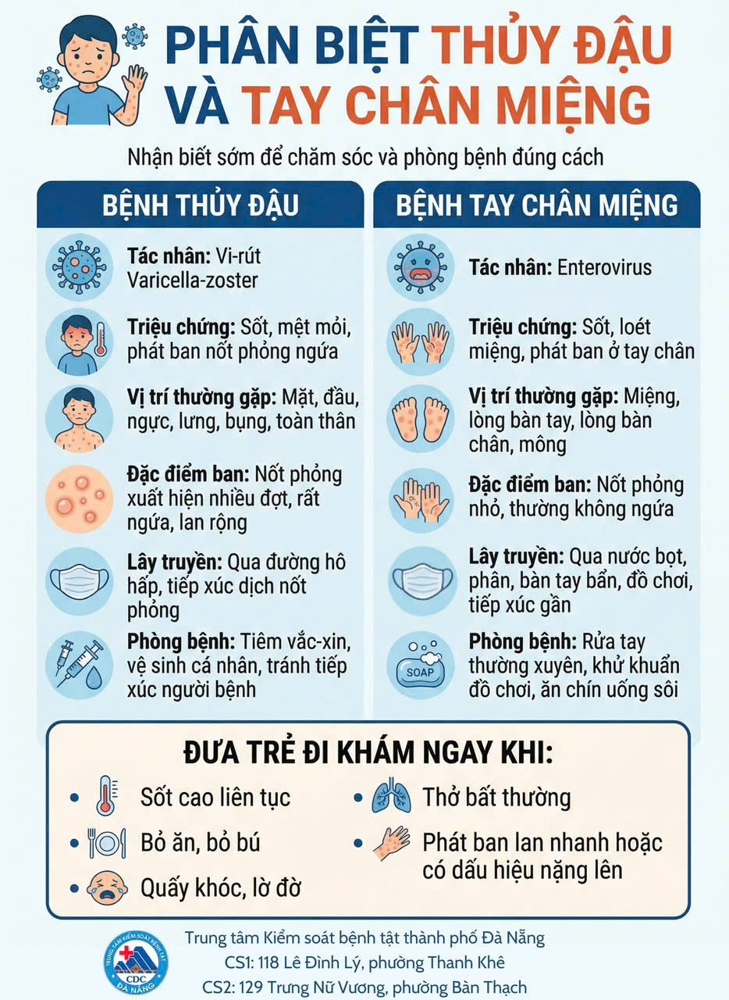 PHÂN BIỆT THỦY ĐẬU
VÀ TAY CHÂN MIỆNG
Nhận biết sớm để chăm sóc và phòng bệnh đúng cách
BỆNH THỦY ĐẬU
Tác nhân: Vi-rút
Varicella-zoster
Triệu chứng: Sốt, mệt mỏi,
phát ban nốt phỏng ngứa
Vị trí thường gặp: Mặt, đầu,
ngực, lưng, bụng, toàn thân
Đặc điểm ban: Nốt phỏng
xuất hiện nhiều đợt, rất
ngứa, lan rộng
Lây truyền: Qua đường hô
hấp, tiếp xúc dịch nốt
phỏng
Phòng bệnh: Tiêm vắc-xin,
vệ sinh cá nhân, tránh tiếp
xúc người bệnh
BỆNH TAY CHÂN MIỆNG
Tác nhân: Enterovirus
Triệu chứng: Sốt, loét
miệng, phát ban ở tay chân
Vị trí thường gặp: Miệng,
lòng bàn tay, lòng bàn
chân, mông
Đặc điểm ban: Nốt phỏng
nhỏ, thường không ngứa
Lây truyền: Qua nước bọt,
phân, bàn tay bẩn, đồ chơi,
tiếp xúc gần
SOAP
Phòng bệnh: Rửa tay
thường xuyên, khử khuẩn
đồ chơi, ăn chín uống sôi
ĐƯA TRẺ ĐI KHÁM NGAY KHI:
• Sốt cao liên tục
• Bỏ ăn, bỏ bú
• Quấy khóc, lờ đờ
• Thở bất thường
• Phát ban lan nhanh hoặc
có dấu hiệu nặng lên
TRUNG TÂM KIỂM SOÁT BỆNH TẬT
CDC
ĐÀ NẴNG
Trung tâm Kiểm soát bệnh tật thành phố Đà Nẵng
CS1: 118 Lê Đình Lý, phường Thanh Khê
CS2: 129 Trưng Nữ Vương, phường Bàn Thạch